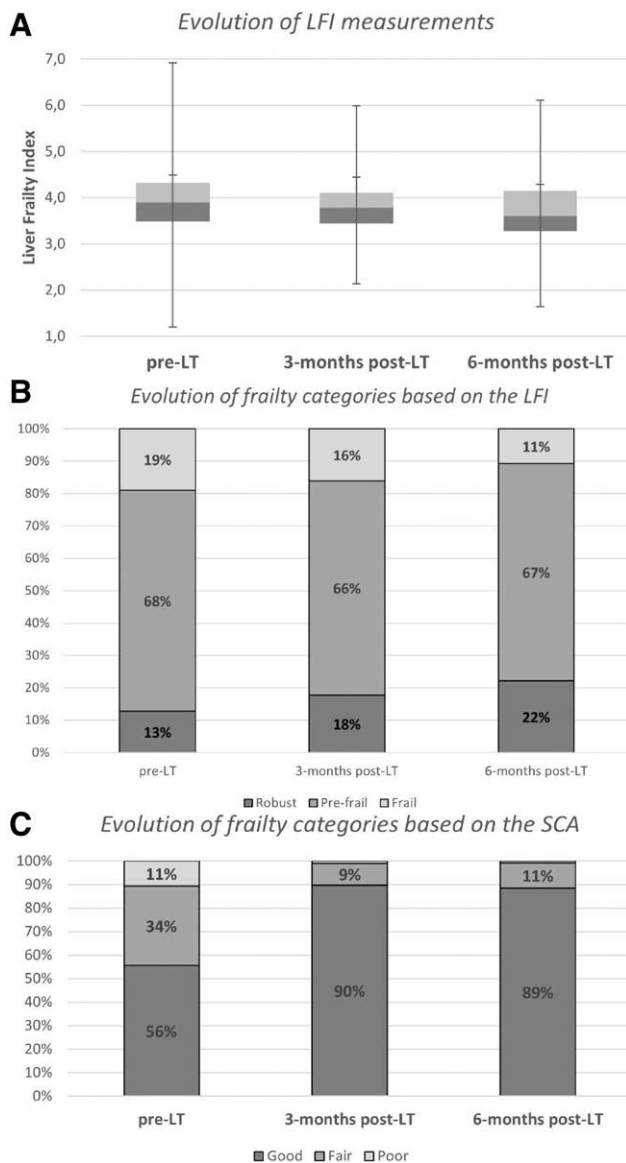 A
Evolution of LFI measurements
7,0
6,0
5,0
4,0
3,0
2,0
1,0
Liver Frailty Index
pre-LT 3-months post-LT 6-months post-LT
B
Evolution of frailty categories based on the LFI
100%
90%
80%
70%
60%
50%
40%
30%
20%
10%
0%
19% 16% 11%
68% 66% 67%
13% 18% 22%
pre-LT 3-months post-LT 6-months post-LT
Robust Pre-frail Frail
C
Evolution of frailty categories based on the SCA
100%
90%
80%
70%
60%
50%
40%
30%
20%
10%
0%
11% 9% 11%
34%
56% 90% 89%
pre-LT 3-months post-LT 6-months post-LT
Good Fair Poor